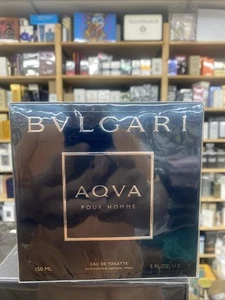 BVLGARI
AQVA
POUR HOMME
EAU DE TOILETTE
150 ML
5 FL. OZ. U.S.